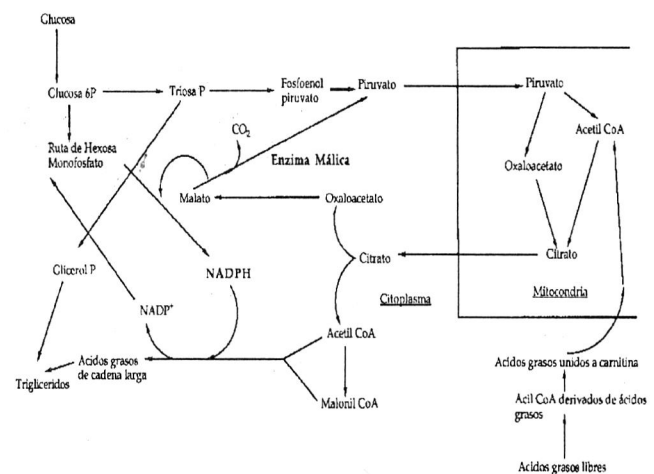 Glucosa
Glucosa 6P
Triosa P
Fosfoenol
piruvato
Piruvato
Piruvato
CO₂
Acetil CoA
Ruta de Hexosa
Monofosfato
Enzima Málica
Oxaloacetato
Malato
Oxaloacetato
Glicerol P
NADPH
Citrato
Citrato
Mitocondria
Citoplasma
NADP⁺
Acetil CoA
Acidos grasos
de cadena larga
Trigliceridos
Malonil CoA
Acidos grasos unidos a carnitina
Acil CoA derivados de ácidos
grasos
Acidos grasos libres